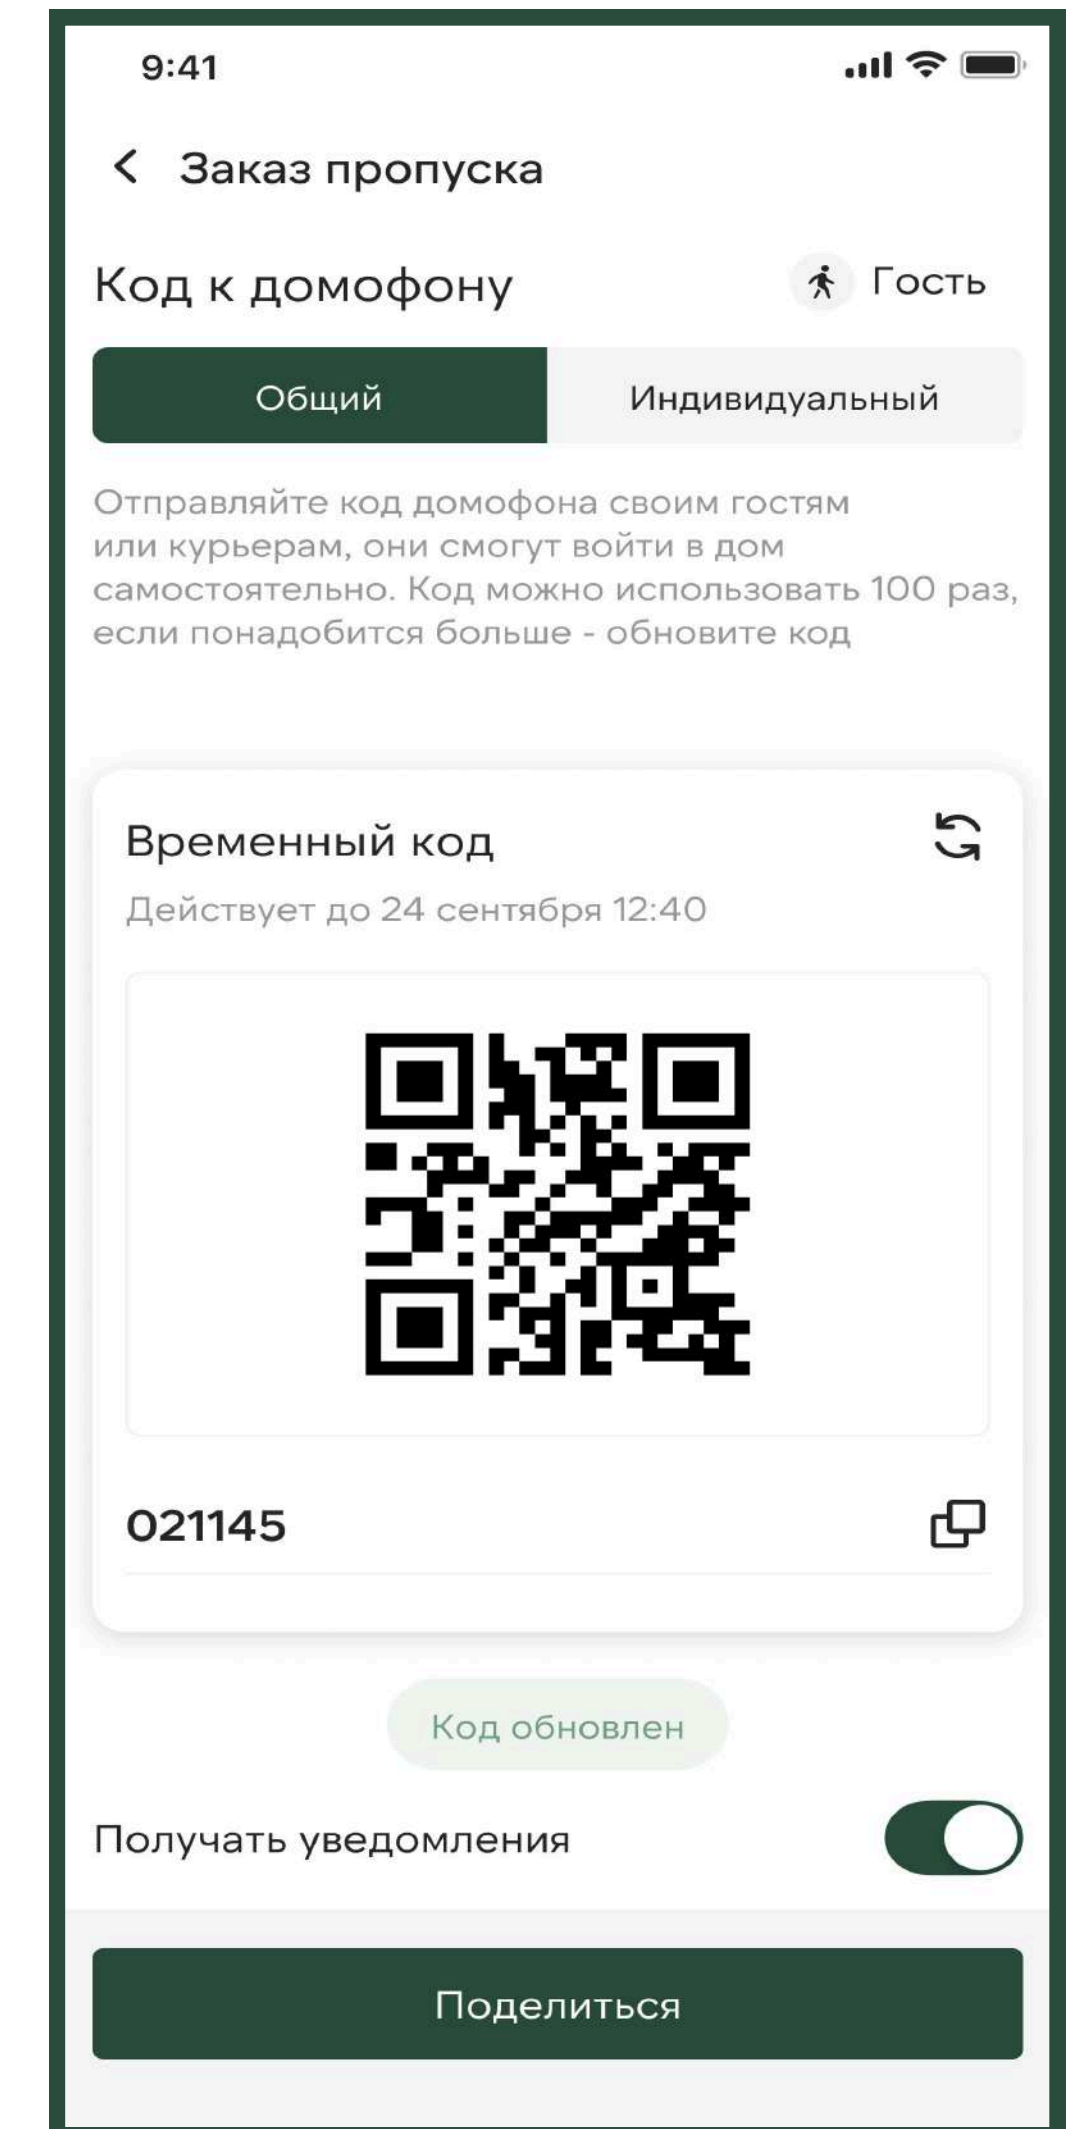 9:41
Заказ пропуска
Код к домофону
Гость
Общий
Индивидуальный
Отправляйте код домофона своим гостям
или курьерам, они смогут войти в дом
самостоятельно. Код можно использовать 100 раз,
если понадобится больше - обновите код
Временный код
Действует до 24 сентября 12:40
021145
Код обновлен
Получать уведомления
Поделиться